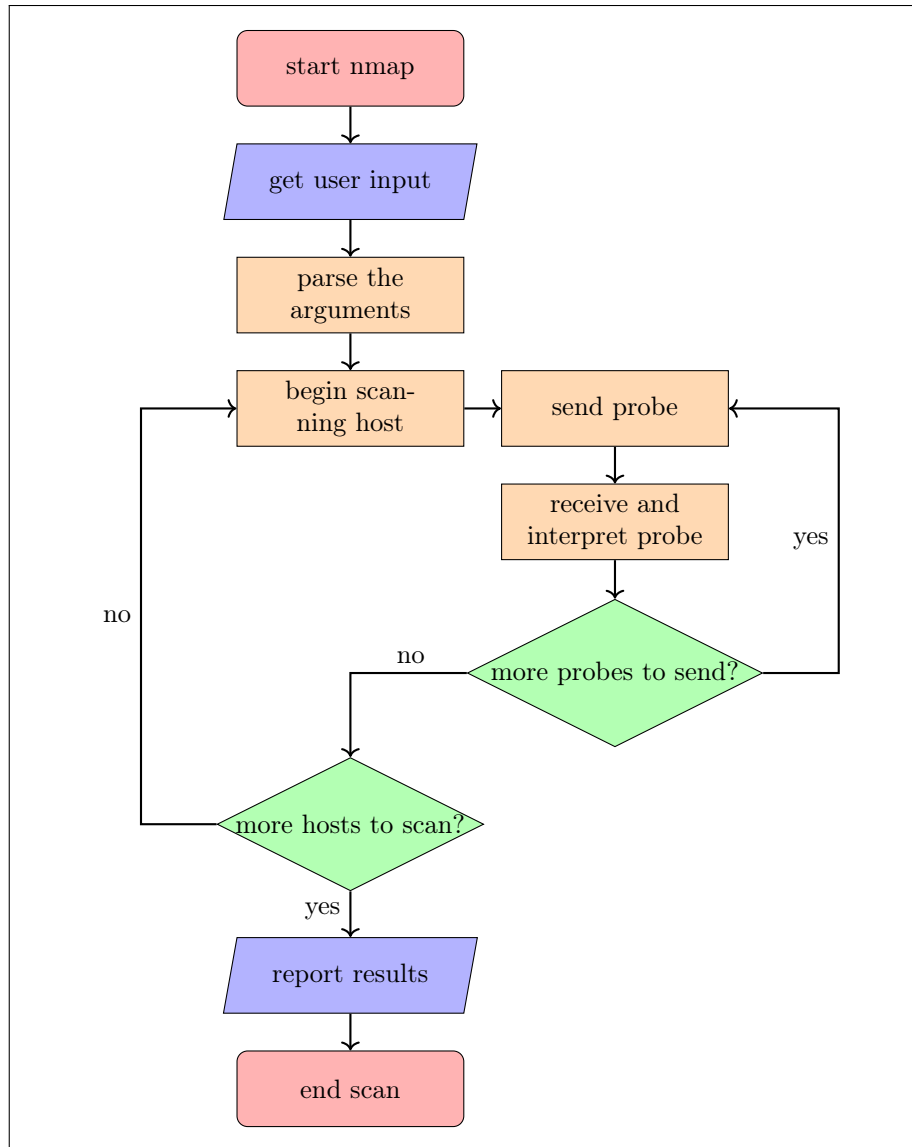 start nmap
get user input
parse the
arguments
begin scan-
ning host
send probe
receive and
interpret probe
yes
no
no
more probes to send?
more hosts to scan?
yes
report results
end scan